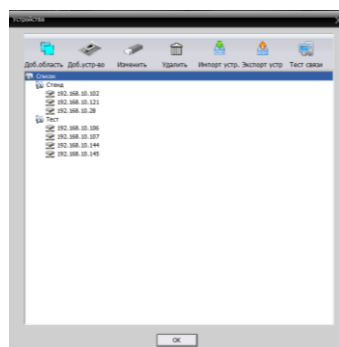 Устройства
Доб.область Доб.устр-во Изменить Удалить Импорт устр. Экспорт устр Тест связи
Список
Стенд
192.168.10.102
192.168.10.121
192.168.10.28
Тест
192.168.10.106
192.168.10.107
192.168.10.144
192.168.10.145
OK